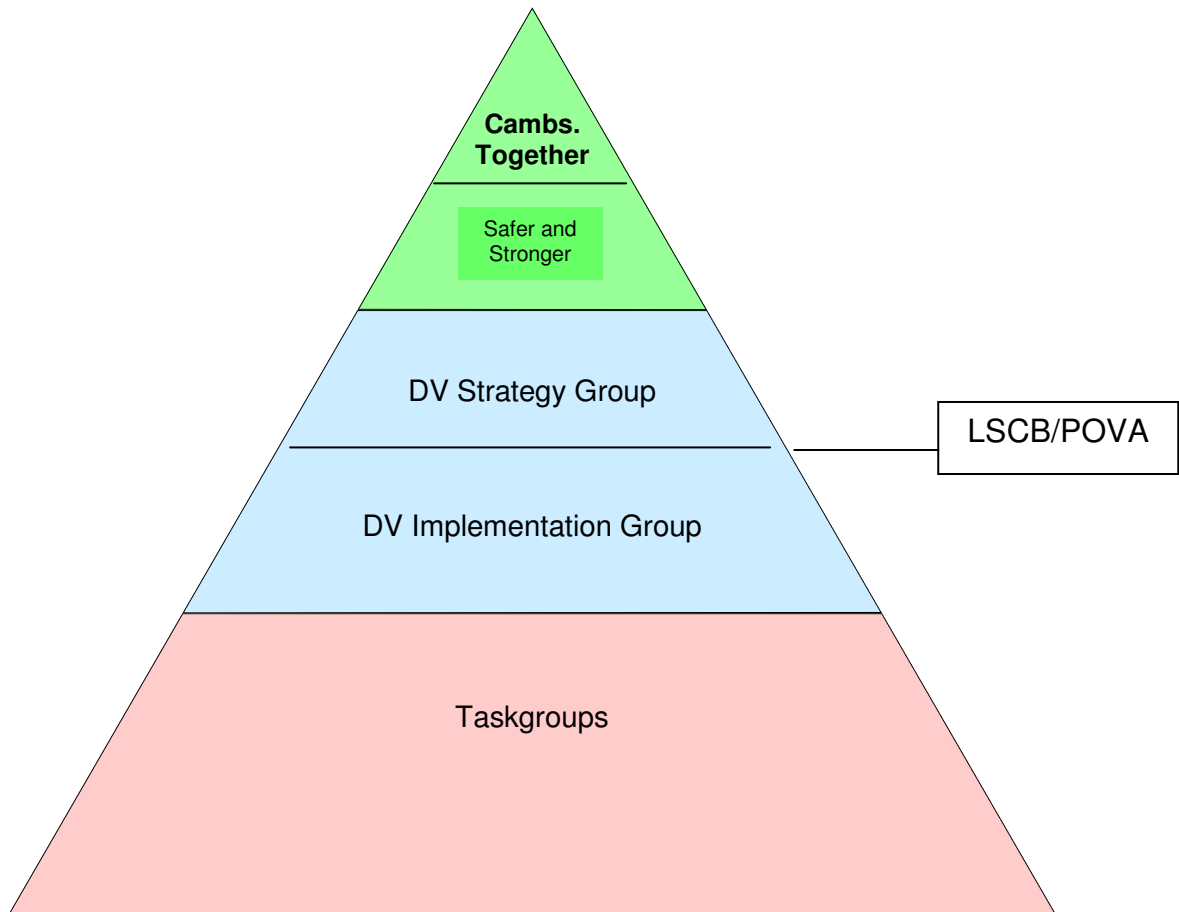 Cambs.
Together
Safer and
Stronger
DV Strategy Group
LSCB/POVA
DV Implementation Group
Taskgroups